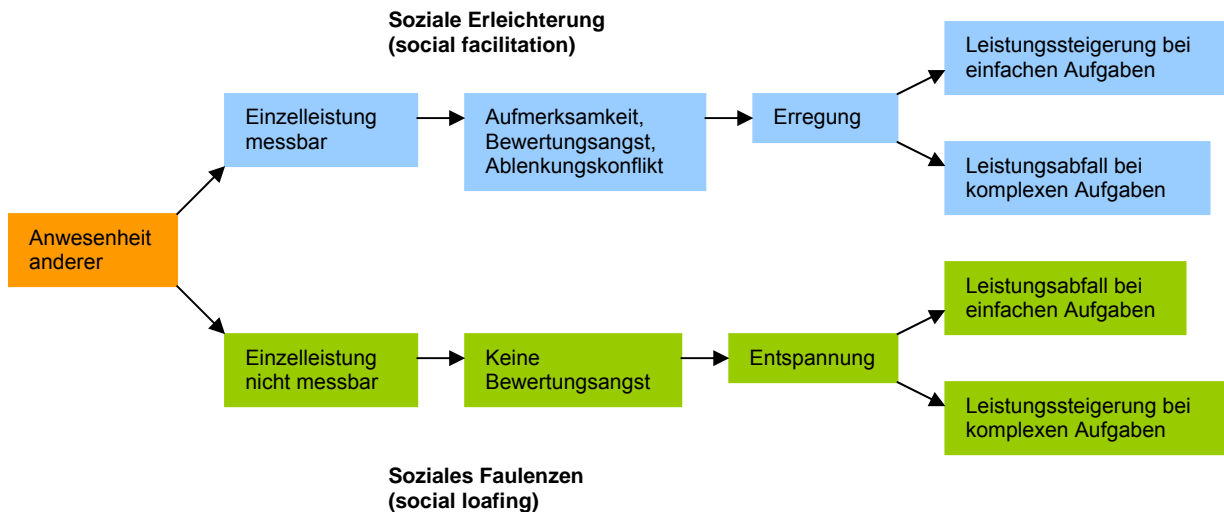 Soziale Erleichterung
(social facilitation)
Anwesenheit
anderer
Einzelleistung
messbar
Aufmerksamkeit,
Bewertungsangst,
Ablenkungskonflikt
Erregung
Leistungssteigerung bei
einfachen Aufgaben
Leistungsabfall bei
komplexen Aufgaben
Einzelleistung
nicht messbar
Keine
Bewertungsangst
Entspannung
Leistungsabfall bei
einfachen Aufgaben
Leistungssteigerung bei
komplexen Aufgaben
Soziales Faulenzen
(social loafing)